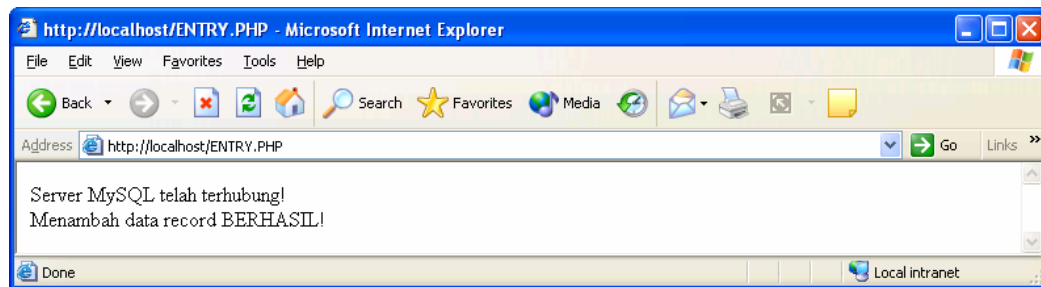 http://localhost/ENTRY.PHP - Microsoft Internet Explorer
File Edit View Favorites Tools Help
Back Search Favorites Media
Address http://localhost/ENTRY.PHP Go Links »
Server MySQL telah terhubung!
Menambah data record BERHASIL!
Done Local intranet